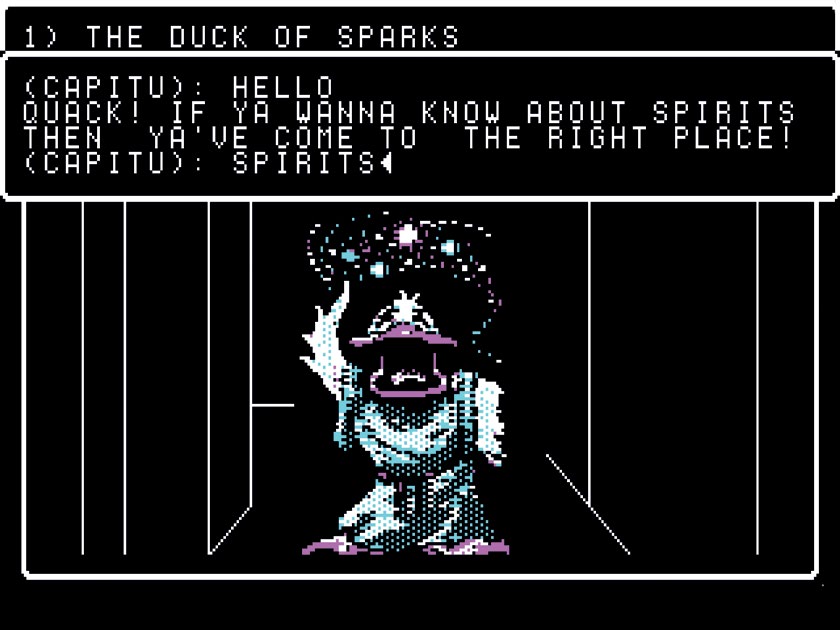 1) THE DUCK OF SPARKS
(CAPITU): HELLO
QUACK! IF YA WANNA KNOW ABOUT SPIRITS
THEN  YA'VE COME TO  THE RIGHT PLACE!
(CAPITU): SPIRITS